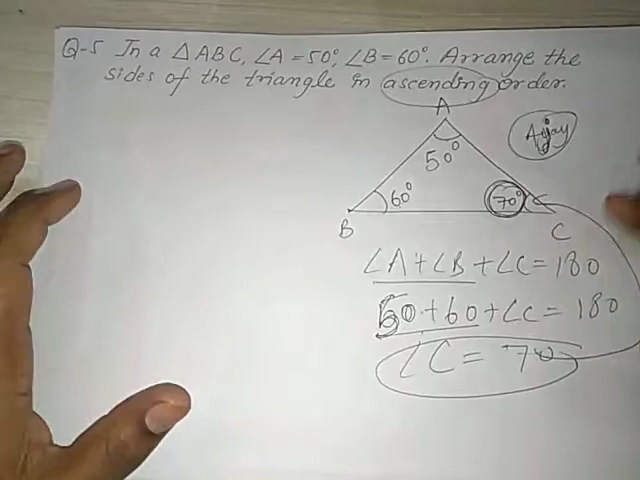 Q-5 In a △ABC, ∠A = 50°, ∠B = 60°. Arrange the
sides of the triangle in ascending order.
A
Ajay
50°
60°
70°
B
C
∠A+∠B+∠C=180
50+60+∠C=180
∠C = 70